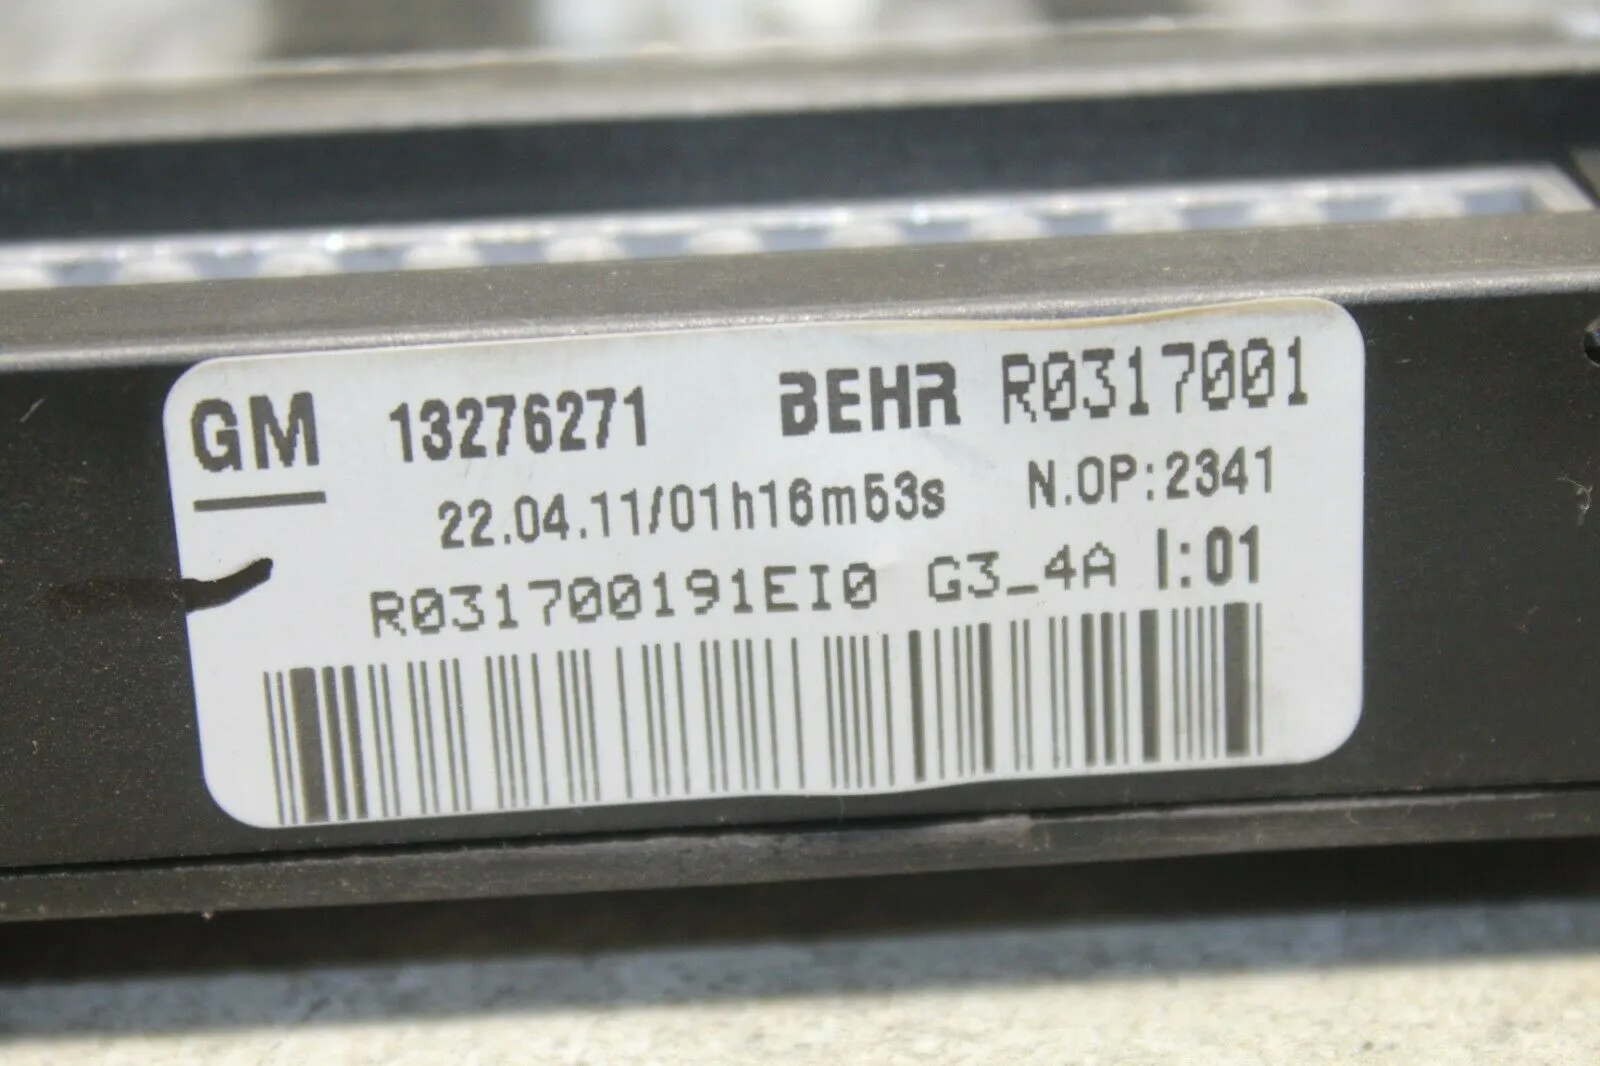 GM 13276271 BEHR R0317001
22.04.11/01h16m53s N.OP:2341
R031700191EI0 G3_4A I:01